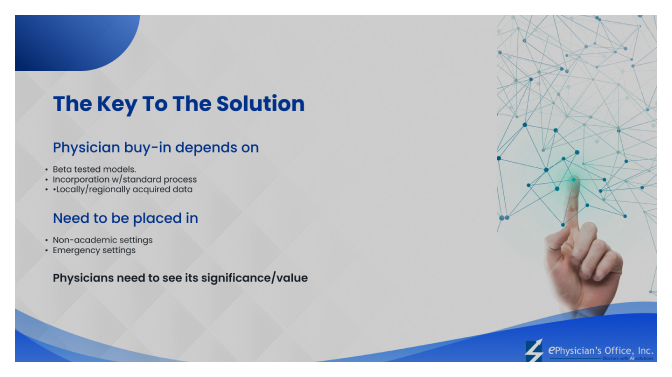 The Key To The Solution
Physician buy-in depends on
• Beta tested models.
• Incorporation w/standard process
• •Locally/regionally acquired data
Need to be placed in
• Non-academic settings
• Emergency settings
Physicians need to see its significance/value
ePhysician's Office, Inc.